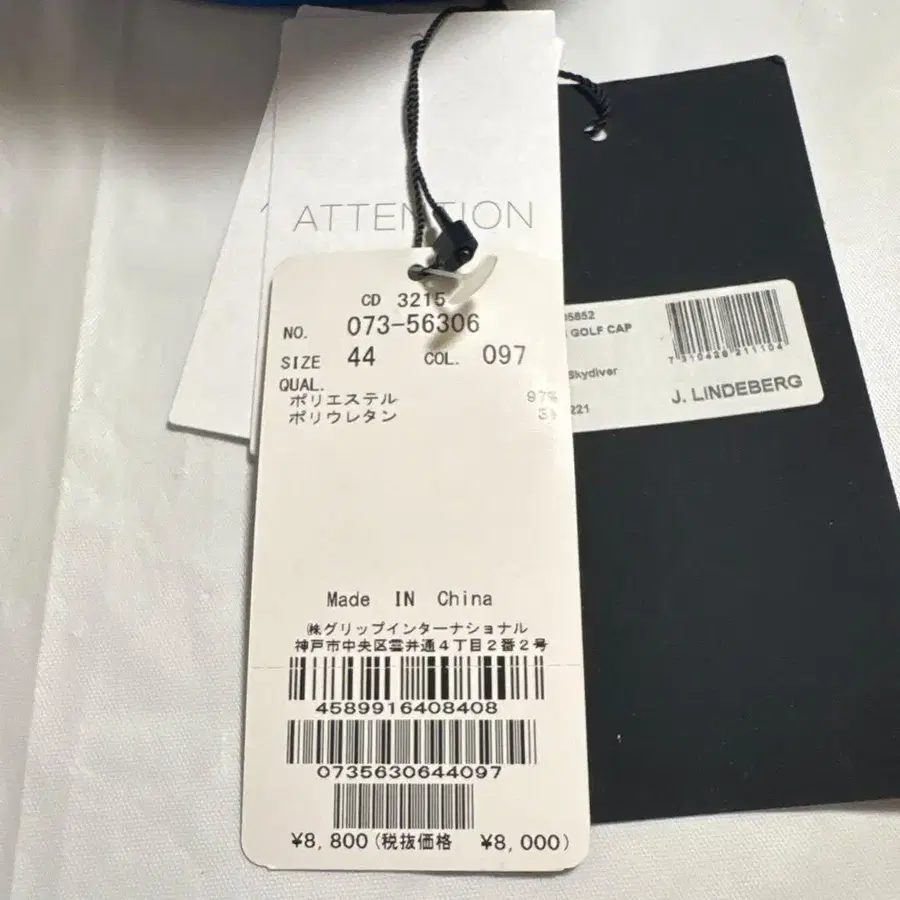 ATTENTION
CD 3215
NO. 073-56306
SIZE 44 COL. 097
QUAL.
ポリエステル 97%
ポリウレタン 3%
Made IN China
㈱グリップインターナショナル
神戸市中央区雲井通4丁目2番2号
4589916408408
0735630644097
¥8,800(税抜価格 ¥8,000)
GOLF CAP
Skydiver
221
7310428211104
J. LINDEBERG